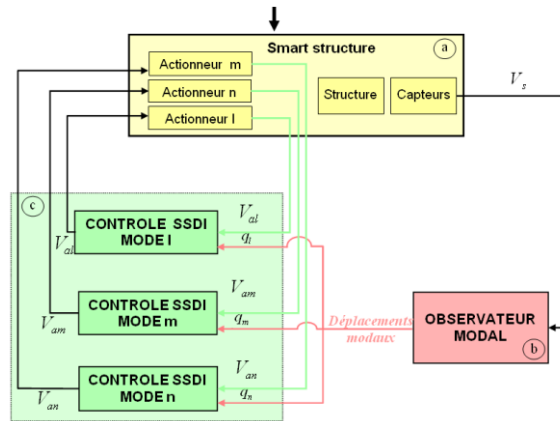 Smart structure
a
Actionneur m
Actionneur n
Actionneur l
Structure
Capteurs
V_s
c
CONTROLE SSDI
MODE l
V_al
V_al
q_l
CONTROLE SSDI
MODE m
V_am
V_am
q_m
Déplacements
modaux
OBSERVATEUR
MODAL
b
CONTROLE SSDI
MODE n
V_an
V_an
q_n